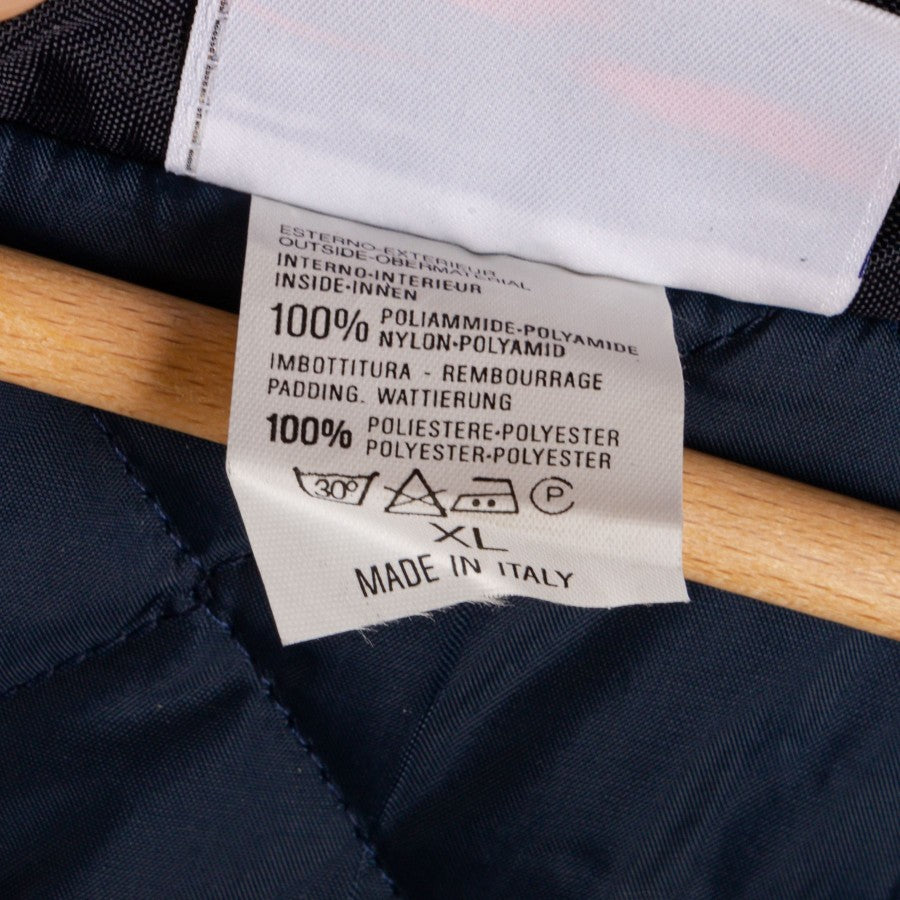 ESTERNO-EXTERIEUR
OUTSIDE-OBERMATERIAL
INTERNO-INTERIEUR
INSIDE-INNEN
100% POLIAMMIDE-POLYAMIDE
NYLON-POLYAMID
IMBOTTITURA - REMBOURRAGE
PADDING. WATTIERUNG
100% POLIESTERE-POLYESTER
POLYESTER-POLYESTER
30° P
XL
MADE IN ITALY